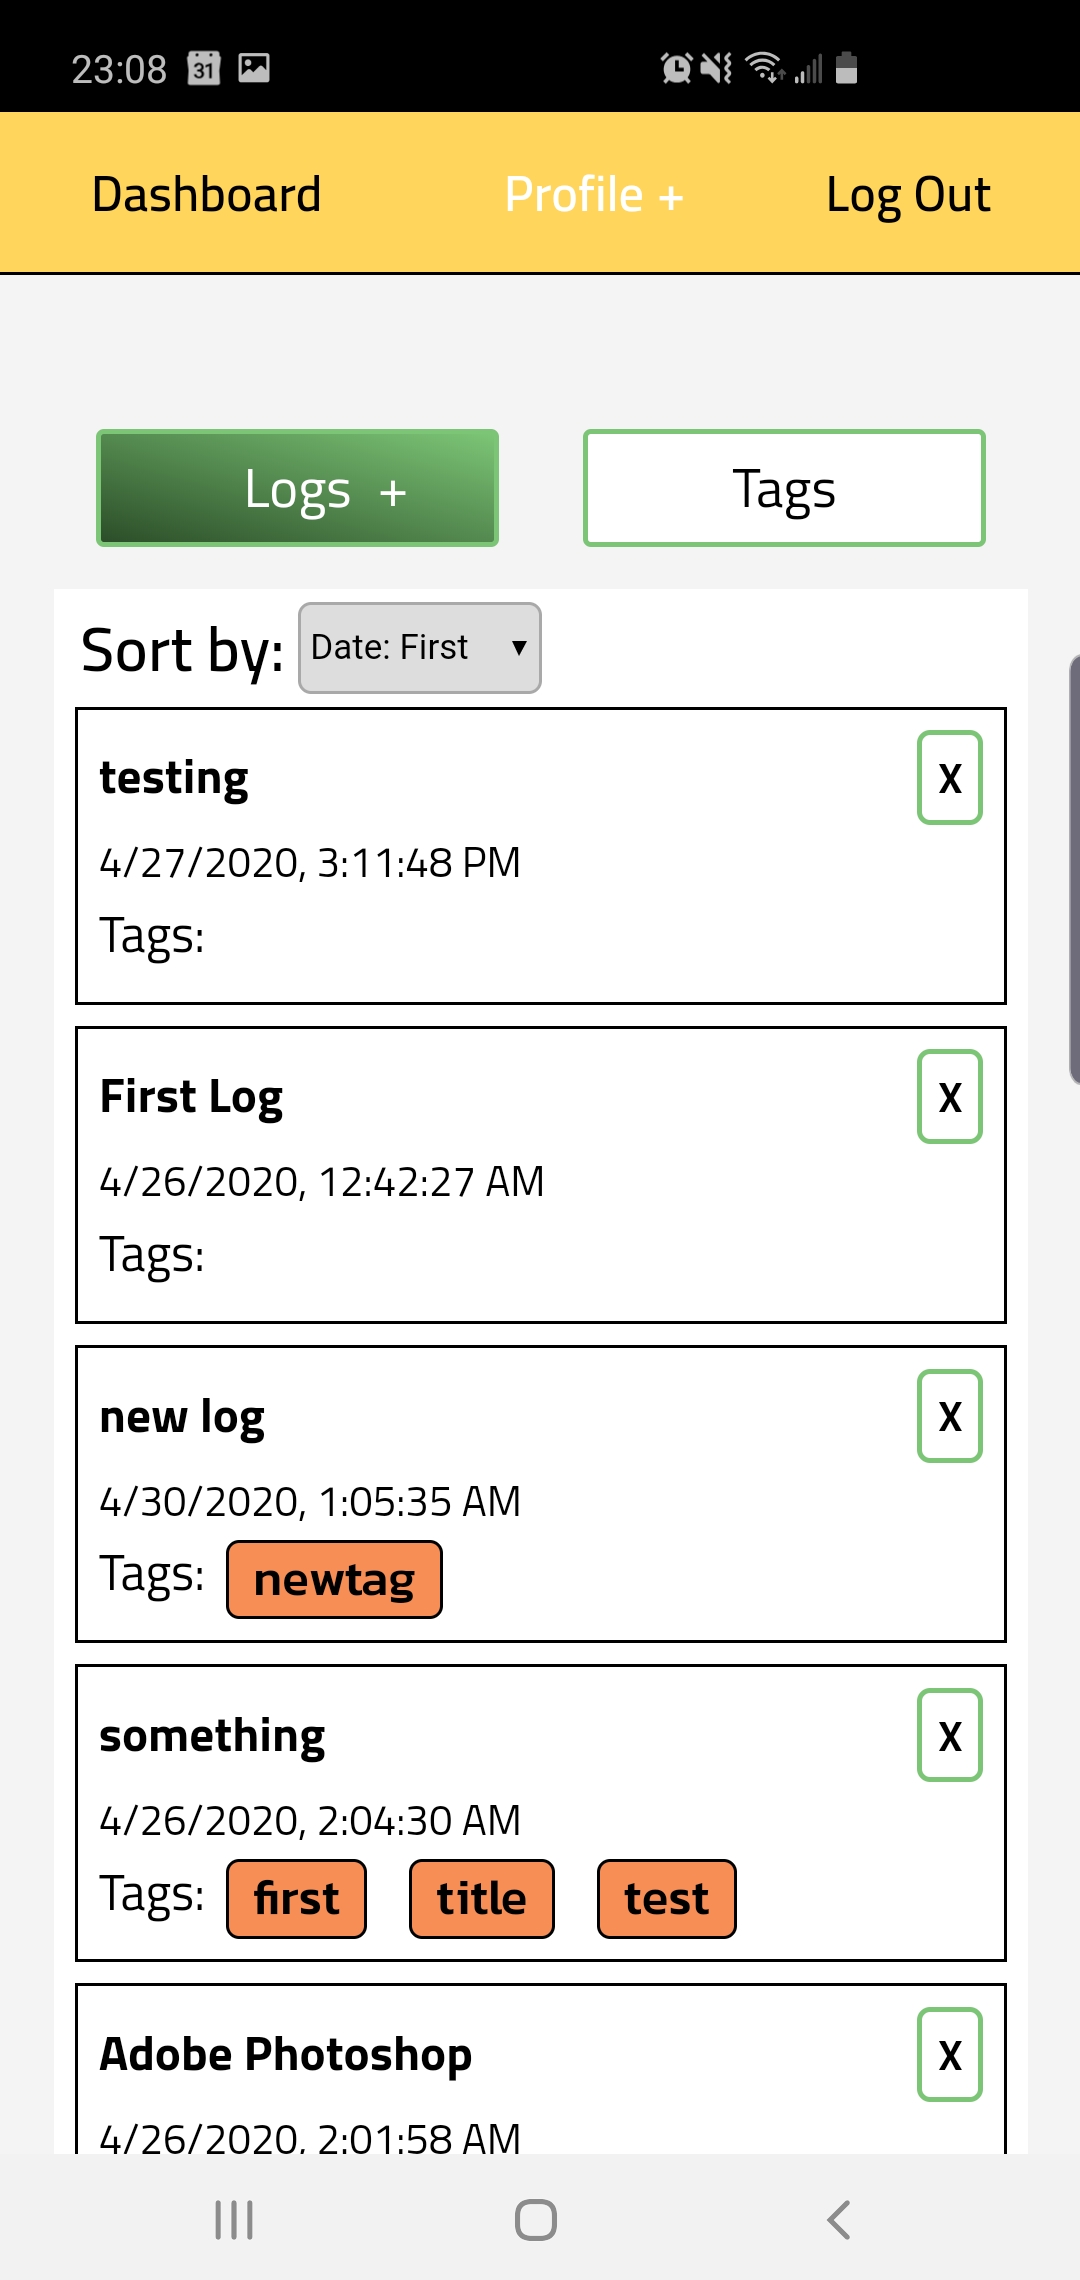 23:08 31
Dashboard Profile + Log Out
Logs + Tags
Sort by: Date: First ▼
testing X
4/27/2020, 3:11:48 PM
Tags:
First Log X
4/26/2020, 12:42:27 AM
Tags:
new log X
4/30/2020, 1:05:35 AM
Tags: newtag
something X
4/26/2020, 2:04:30 AM
Tags: first title test
Adobe Photoshop X
4/26/2020, 2:01:58 AM